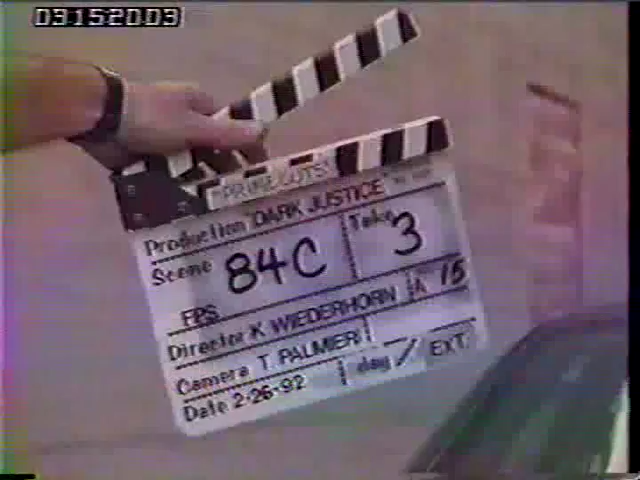 03152003
"PRIME CUTS"
Production "DARK JUSTICE"
Scene 84C Take 3
FPS
Director K WIEDERHORN A 15
Camera T. PALMIERI day / EXT.
Date 2-26-92